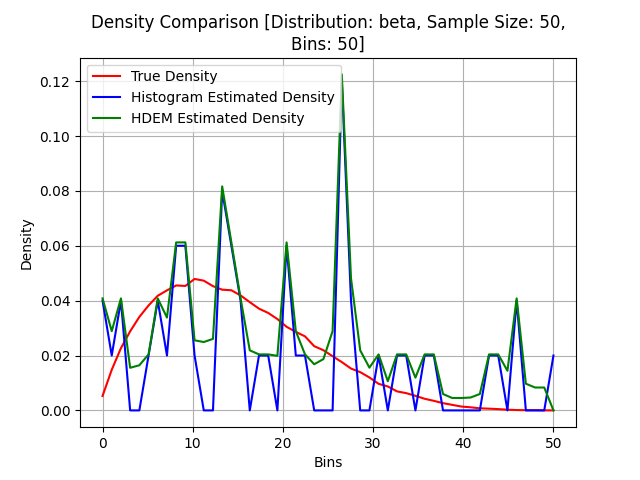 Density Comparison [Distribution: beta, Sample Size: 50,
Bins: 50]
True Density
Histogram Estimated Density
HDEM Estimated Density
Density
0.12
0.10
0.08
0.06
0.04
0.02
0.00
0
10
20
30
40
50
Bins